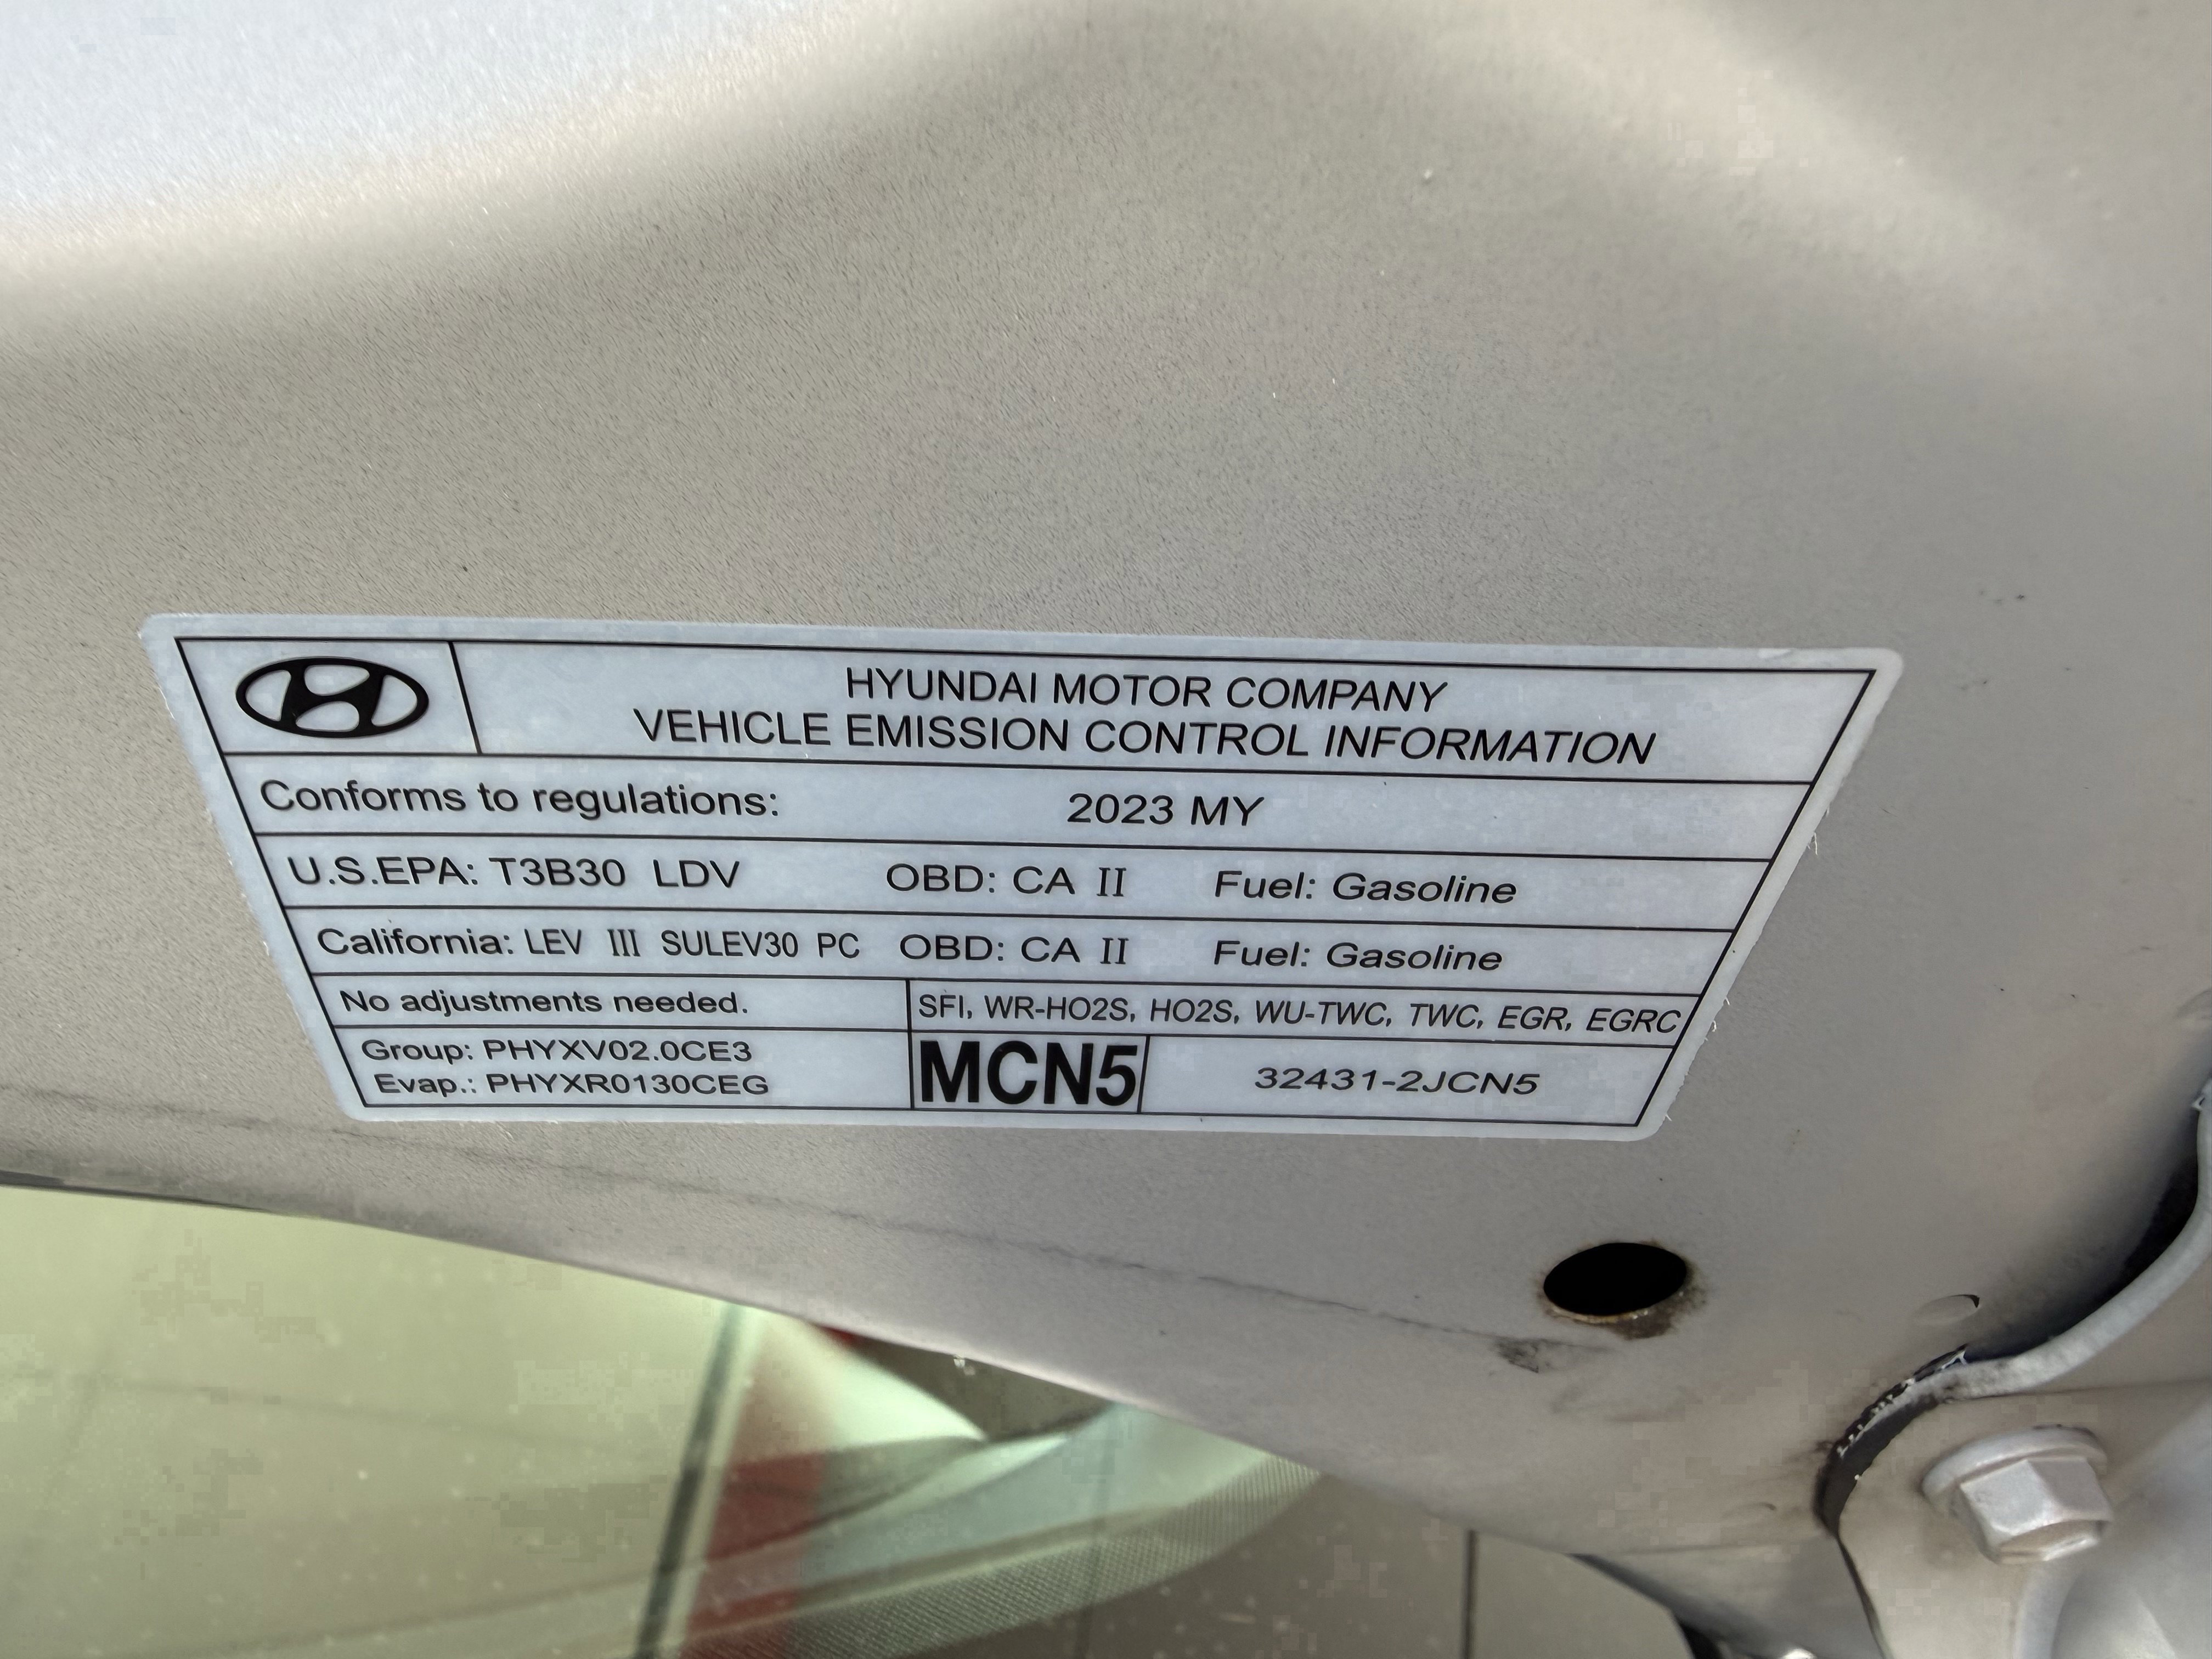 HYUNDAI MOTOR COMPANY
VEHICLE EMISSION CONTROL INFORMATION
Conforms to regulations: 2023 MY
U.S.EPA: T3B30 LDV OBD: CA II Fuel: Gasoline
California: LEV III SULEV30 PC OBD: CA II Fuel: Gasoline
No adjustments needed. SFI, WR-HO2S, HO2S, WU-TWC, TWC, EGR, EGRC
Group: PHYXV02.0CE3
Evap.: PHYXR0130CEG
MCN5 32431-2JCN5